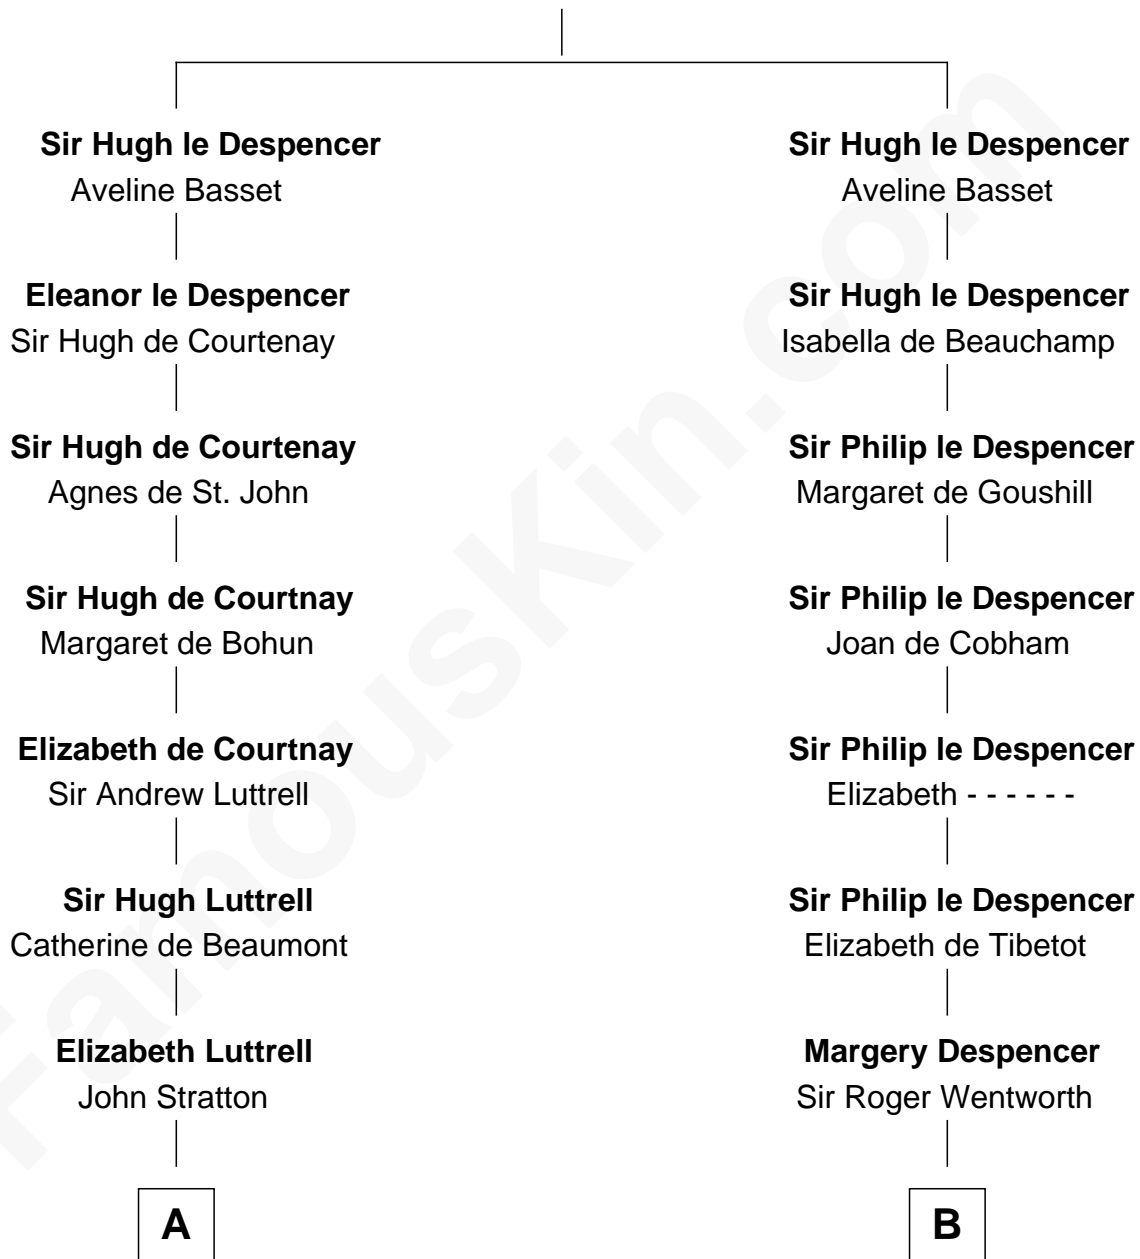 Sir Hugh le Despencer
Aveline Basset
Eleanor le Despencer
Sir Hugh de Courtenay
Sir Hugh de Courtenay
Agnes de St. John
Sir Hugh de Courtnay
Margaret de Bohun
Elizabeth de Courtnay
Sir Andrew Luttrell
Sir Hugh Luttrell
Catherine de Beaumont
Elizabeth Luttrell
John Stratton
A
Sir Hugh le Despencer
Aveline Basset
Sir Hugh le Despencer
Isabella de Beauchamp
Sir Philip le Despencer
Margaret de Goushill
Sir Philip le Despencer
Joan de Cobham
Sir Philip le Despencer
Elizabeth - - - - - -
Sir Philip le Despencer
Elizabeth de Tibetot
Margery Despencer
Sir Roger Wentworth
B
FamousKin.com